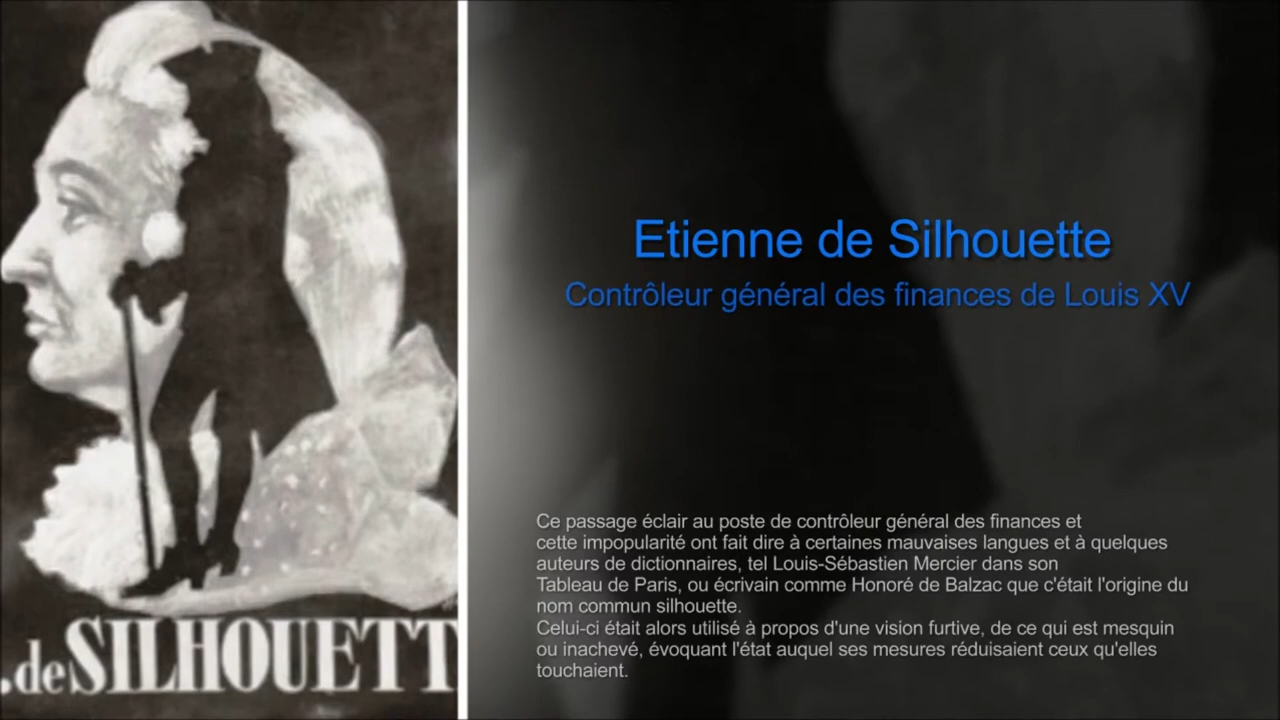 .de SILHOUETT
Etienne de Silhouette
Contrôleur général des finances de Louis XV
Ce passage éclair au poste de contrôleur général des finances et
cette impopularité ont fait dire à certaines mauvaises langues et à quelques
auteurs de dictionnaires, tel Louis-Sébastien Mercier dans son
Tableau de Paris, ou écrivain comme Honoré de Balzac que c'était l'origine du
nom commun silhouette.
Celui-ci était alors utilisé à propos d'une vision furtive, de ce qui est mesquin
ou inachevé, évoquant l'état auquel ses mesures réduisaient ceux qu'elles
touchaient.